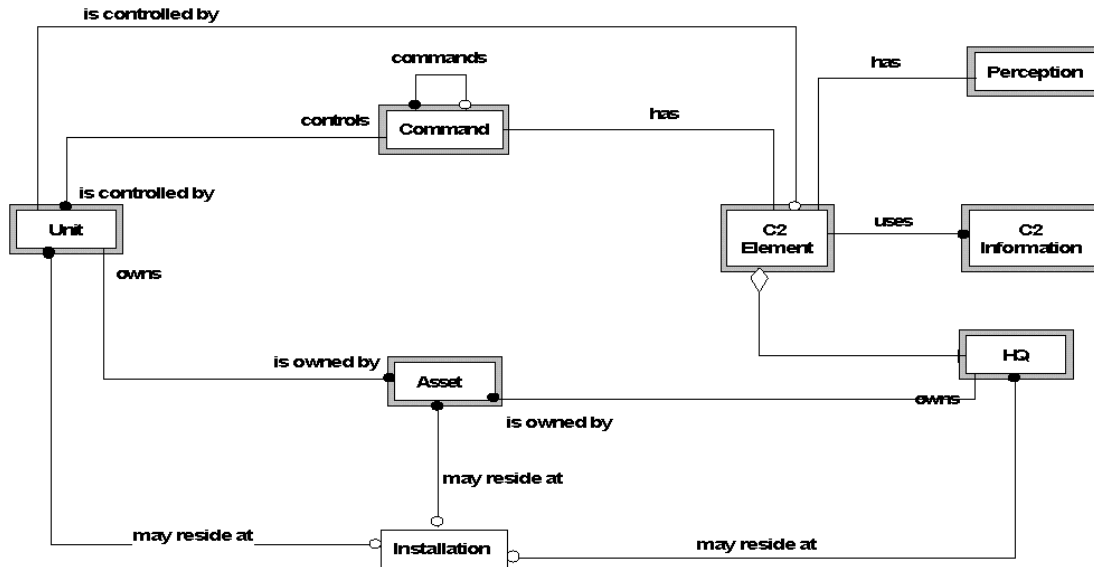 is controlled by
commands
has
Perception
controls
Command
has
is controlled by
Unit
C2
Element
uses
C2
Information
owns
is owned by
Asset
HQ
owns
is owned by
may reside at
may reside at
Installation
may reside at